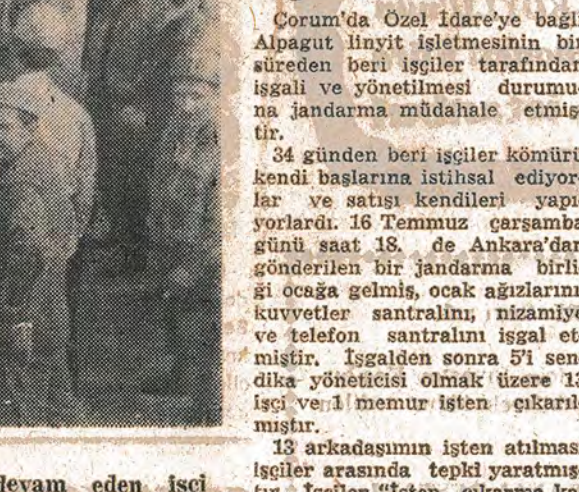 Çorum'da Özel İdare'ye bağlı
Alpagut linyit işletmesinin bir
süreden beri işçiler tarafından
işgali ve yönetilmesi durumu-
na jandarma müdahale etmiş-
tir.
34 günden beri işçiler kömürü
kendi başlarına istihsal ediyor-
lar ve satışı kendileri yapı-
yorlardı. 16 Temmuz çarşamba
günü saat 18. de Ankara'dan
gönderilen bir jandarma birli-
ği ocağa gelmiş, ocak ağızlarını
kuvvetler santralını, nizamiye
ve telefon santralını işgal et-
miştir. İşgalden sonra 5'i sen-
dika yöneticisi olmak üzere
işçi ve 1 memur işten çıkarıl-
mıştır.
13 arkadaşımın işten atılması
işçiler arasında tepki yaratmış-
devam eden işçi